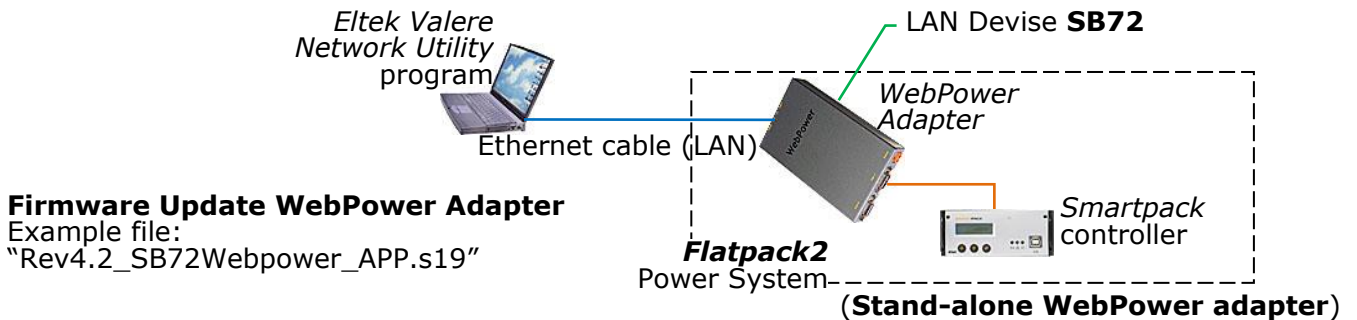 Eltek Valere
Network Utility
program
LAN Devise SB72
WebPower
Adapter
WebPower
Ethernet cable (LAN)
Firmware Update WebPower Adapter
Example file:
“Rev4.2_SB72Webpower_APP.s19”
Smartpack
controller
Flatpack2
Power System
(Stand-alone WebPower adapter)